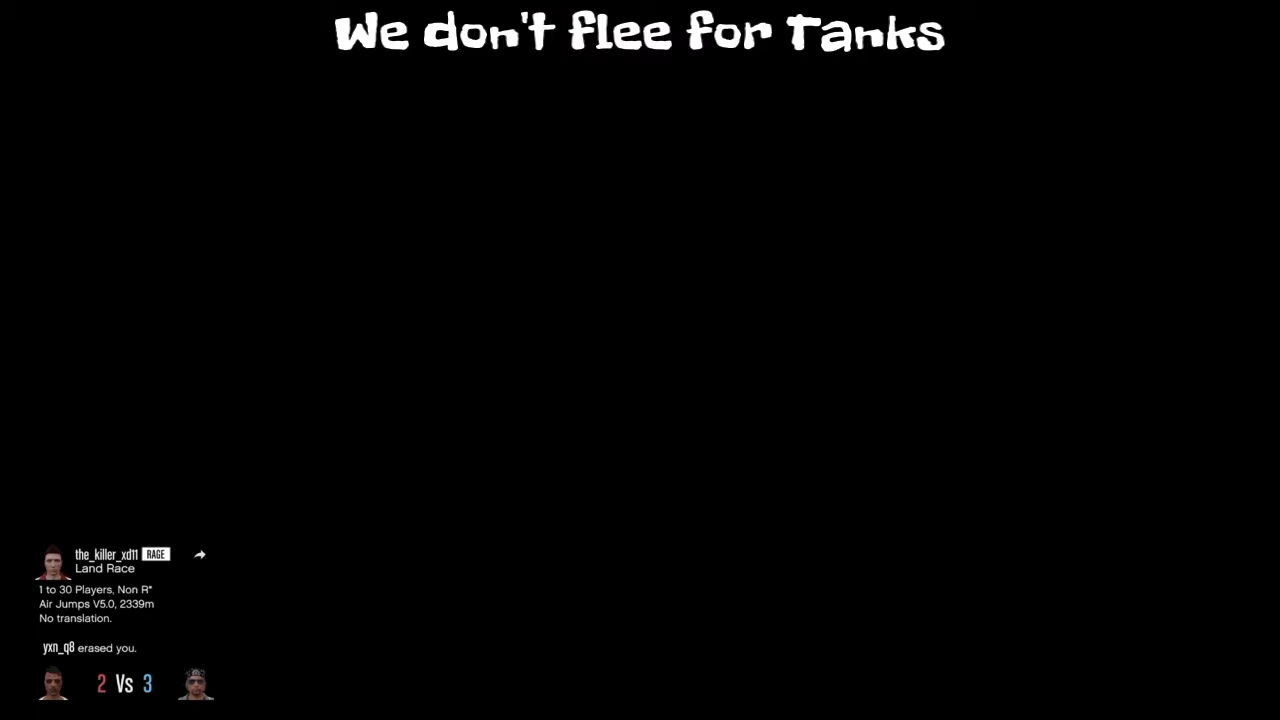 We don't flee for Tanks
the_killer_xd11 RAGE
Land Race
1 to 30 Players, Non R*
Air Jumps V5.0, 2339m
No translation.
yxn_q8 erased you.
2 Vs 3